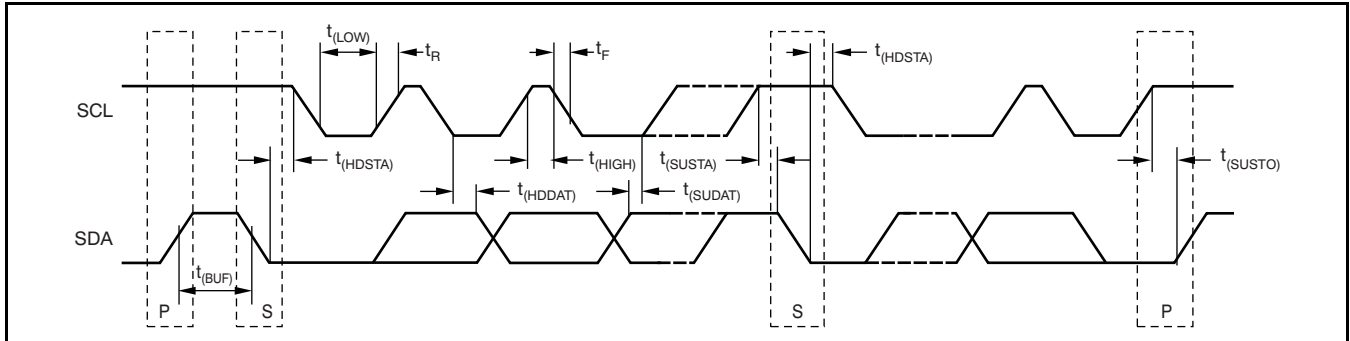 t(LOW)
tR
tF
t(HDSTA)
SCL
t(HDSTA)
t(HIGH)
t(SUSTA)
t(SUSTO)
t(HDDAT)
t(SUDAT)
SDA
t(BUF)
P
S
S
P